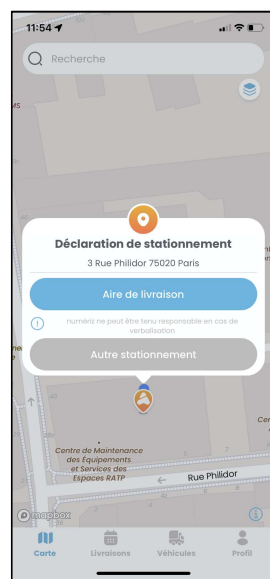 11:54
Recherche
Déclaration de stationnement
3 Rue Philidor 75020 Paris
Aire de livraison
numériz ne peut être tenu responsable en cas de
verbalisation
Autre stationnement
Centre de Maintenance
des Équipements
et Services des
Espaces RATP
Rue Philidor
mapbox
Carte
Livraisons
Véhicules
Profil